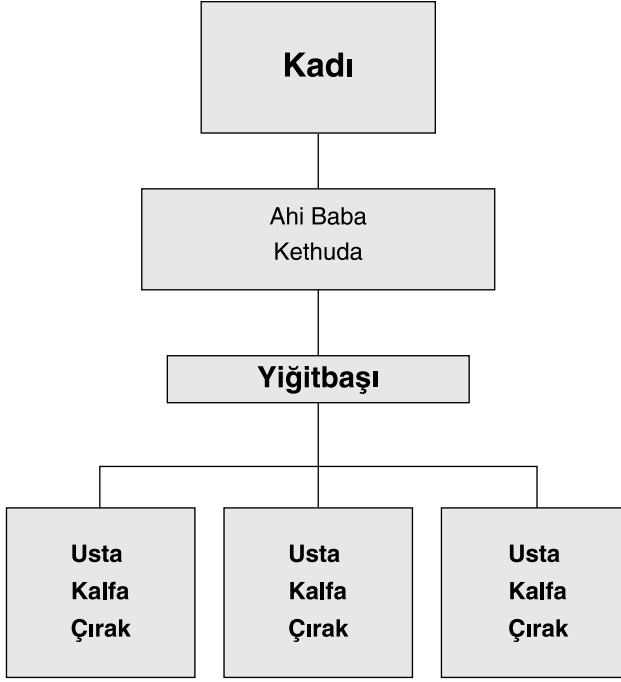 Kadı
Ahi Baba
Kethuda
Yiğitbaşı
Usta
Kalfa
Çırak
Usta
Kalfa
Çırak
Usta
Kalfa
Çırak